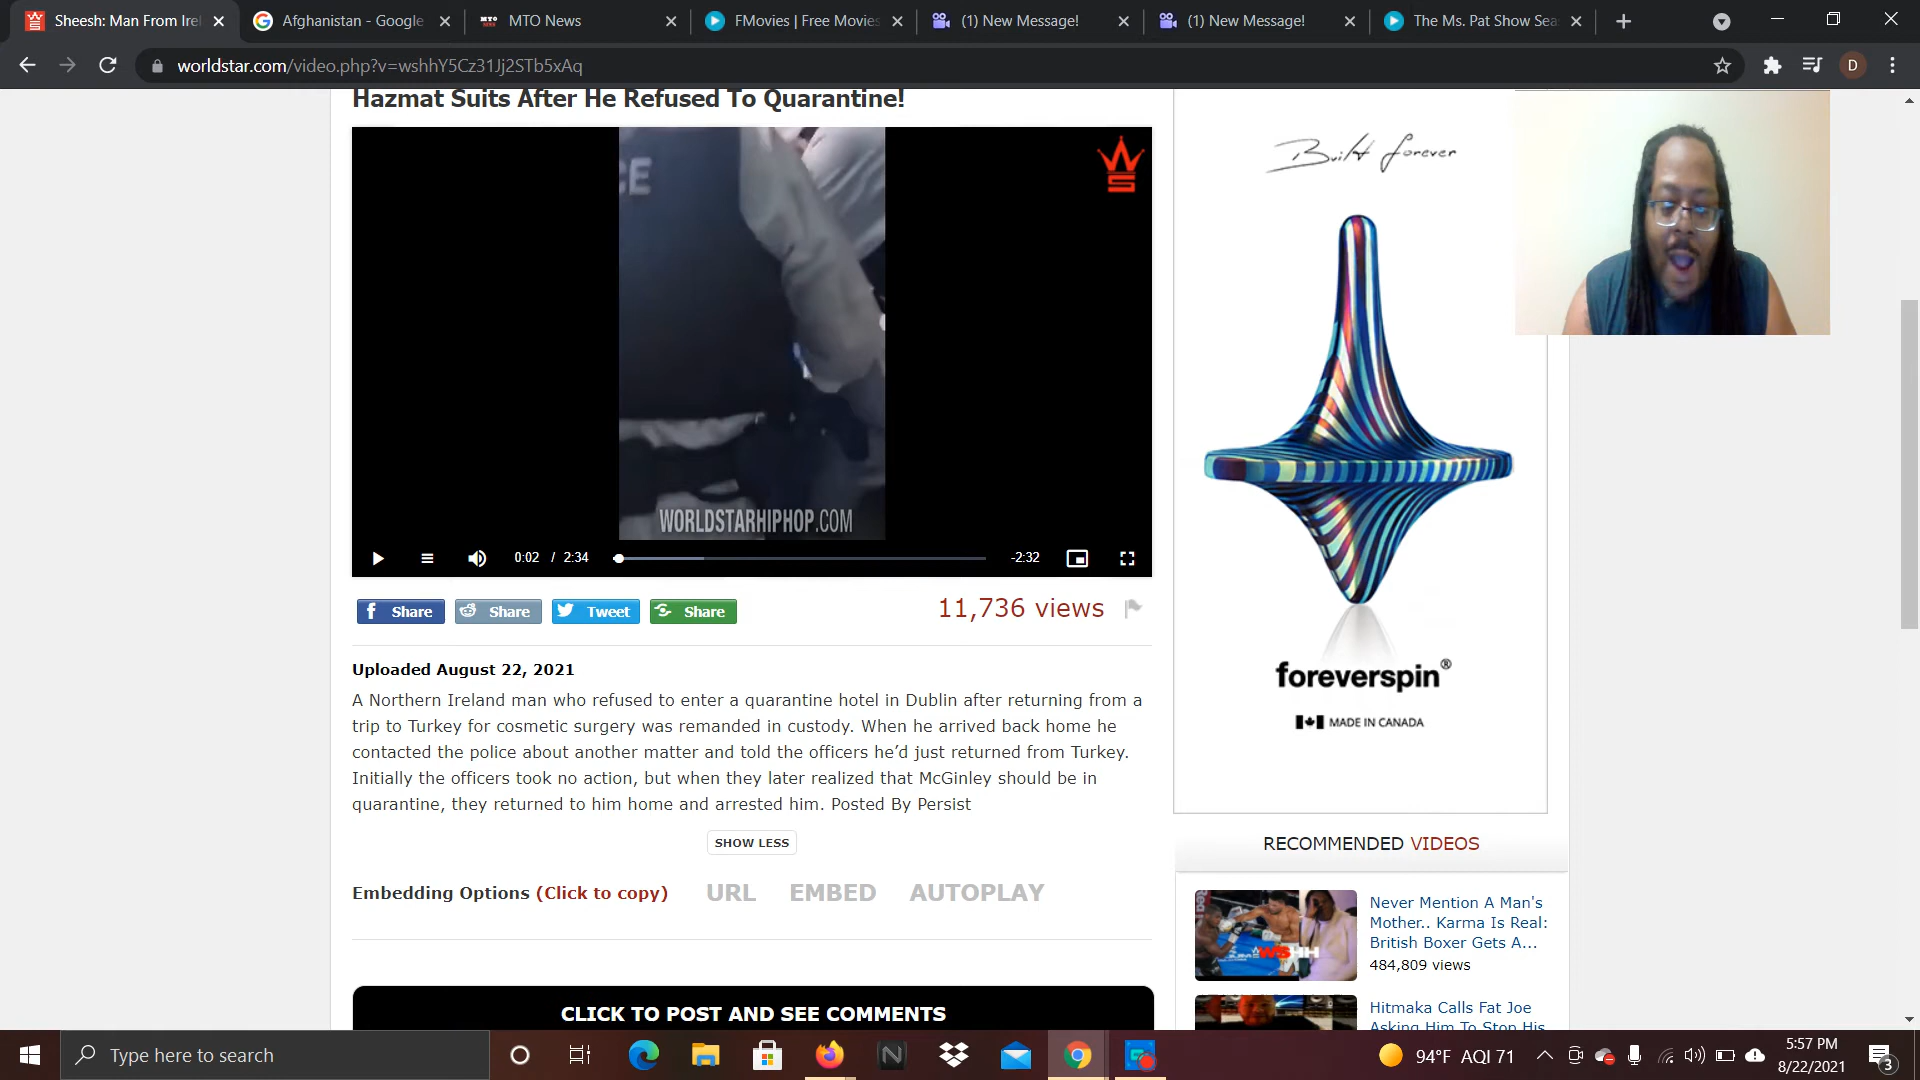 Sheesh: Man From Irel
Afghanistan - Google
MTO News
FMovies | Free Movies
(1) New Message!
(1) New Message!
The Ms. Pat Show Sea
worldstar.com/video.php?v=wshhY5Cz31Jj2STb5xAq
D
Hazmat Suits After He Refused To Quarantine!
CE
WORLDSTARHIPHOP.COM
0:02 / 2:34
-2:32
Share
Share
Tweet
Share
11,736 views
Uploaded August 22, 2021
A Northern Ireland man who refused to enter a quarantine hotel in Dublin after returning from a
trip to Turkey for cosmetic surgery was remanded in custody. When he arrived back home he
contacted the police about another matter and told the officers he’d just returned from Turkey.
Initially the officers took no action, but when they later realized that McGinley should be in
quarantine, they returned to him home and arrested him. Posted By Persist
SHOW LESS
Embedding Options (Click to copy)
URL
EMBED
AUTOPLAY
CLICK TO POST AND SEE COMMENTS
Built forever
foreverspin®
MADE IN CANADA
RECOMMENDED VIDEOS
Never Mention A Man's
Mother.. Karma Is Real:
British Boxer Gets A...
484,809 views
Hitmaka Calls Fat Joe
Asking Him To Stop His
Type here to search
94°F AQI 71
5:57 PM
8/22/2021
3